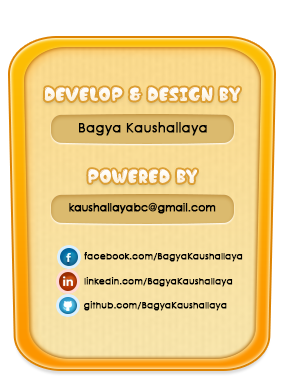 DEVELOP & DESIGN BY
Bagya Kaushallaya
POWERED BY
kaushallayabc@gmail.com
facebook.com/BagyaKaushallaya
linkedin.com/BagyaKaushallaya
github.com/BagyaKaushallaya